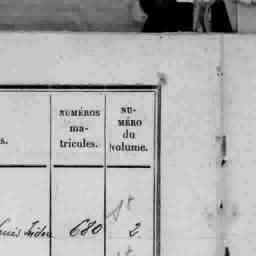 s.
NUMÉROS
ma-
tricules.
NU-
MÉRO
du
volume.
680
2